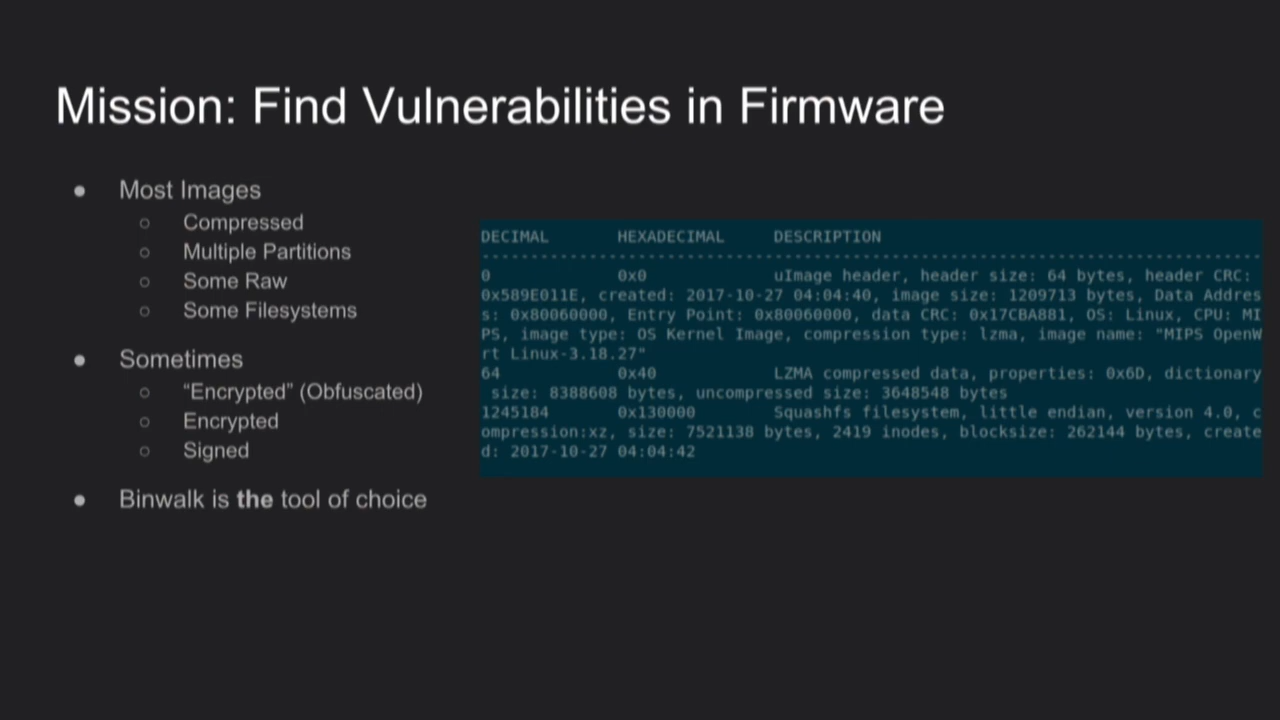 Mission: Find Vulnerabilities in Firmware
Most Images
Compressed
Multiple Partitions
Some Raw
Some Filesystems
Sometimes
“Encrypted” (Obfuscated)
Encrypted
Signed
Binwalk is the tool of choice
DECIMAL HEXADECIMAL DESCRIPTION
--------------------------------------------------------------------------------
0 0x0 uImage header, header size: 64 bytes, header CRC:
0x589E011E, created: 2017-10-27 04:04:40, image size: 1209713 bytes, Data Addres
s: 0x80060000, Entry Point: 0x80060000, data CRC: 0x17CBA881, OS: Linux, CPU: MI
PS, image type: OS Kernel Image, compression type: lzma, image name: "MIPS OpenW
rt Linux-3.18.27"
64 0x40 LZMA compressed data, properties: 0x6D, dictionary
size: 8388608 bytes, uncompressed size: 3648548 bytes
1245184 0x130000 Squashfs filesystem, little endian, version 4.0, c
ompression:xz, size: 7521138 bytes, 2419 inodes, blocksize: 262144 bytes, create
d: 2017-10-27 04:04:42